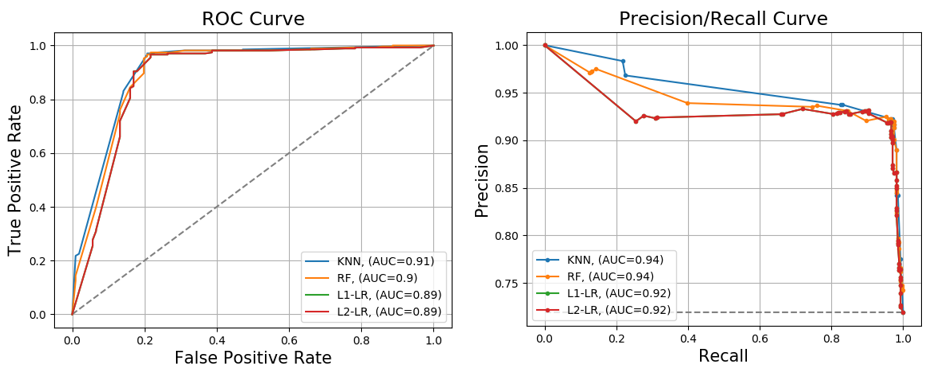 ROC Curve
True Positive Rate
1.0
0.8
0.6
0.4
0.2
0.0
KNN, (AUC=0.91)
RF, (AUC=0.9)
L1-LR, (AUC=0.89)
L2-LR, (AUC=0.89)
0.0 0.2 0.4 0.6 0.8 1.0
False Positive Rate
Precision/Recall Curve
Precision
1.00
0.95
0.90
0.85
0.80
0.75
KNN, (AUC=0.94)
RF, (AUC=0.94)
L1-LR, (AUC=0.92)
L2-LR, (AUC=0.92)
0.0 0.2 0.4 0.6 0.8 1.0
Recall